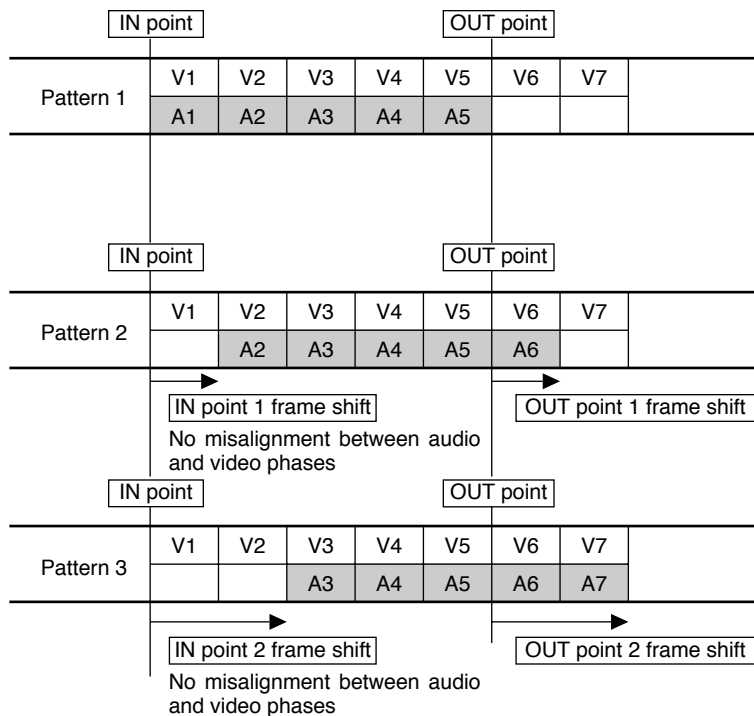 IN point OUT point
V1 V2 V3 V4 V5 V6 V7
Pattern 1
A1 A2 A3 A4 A5
IN point OUT point
V1 V2 V3 V4 V5 V6 V7
Pattern 2
A2 A3 A4 A5 A6
IN point 1 frame shift OUT point 1 frame shift
No misalignment between audio
and video phases
IN point OUT point
V1 V2 V3 V4 V5 V6 V7
Pattern 3
A3 A4 A5 A6 A7
IN point 2 frame shift OUT point 2 frame shift
No misalignment between audio
and video phases